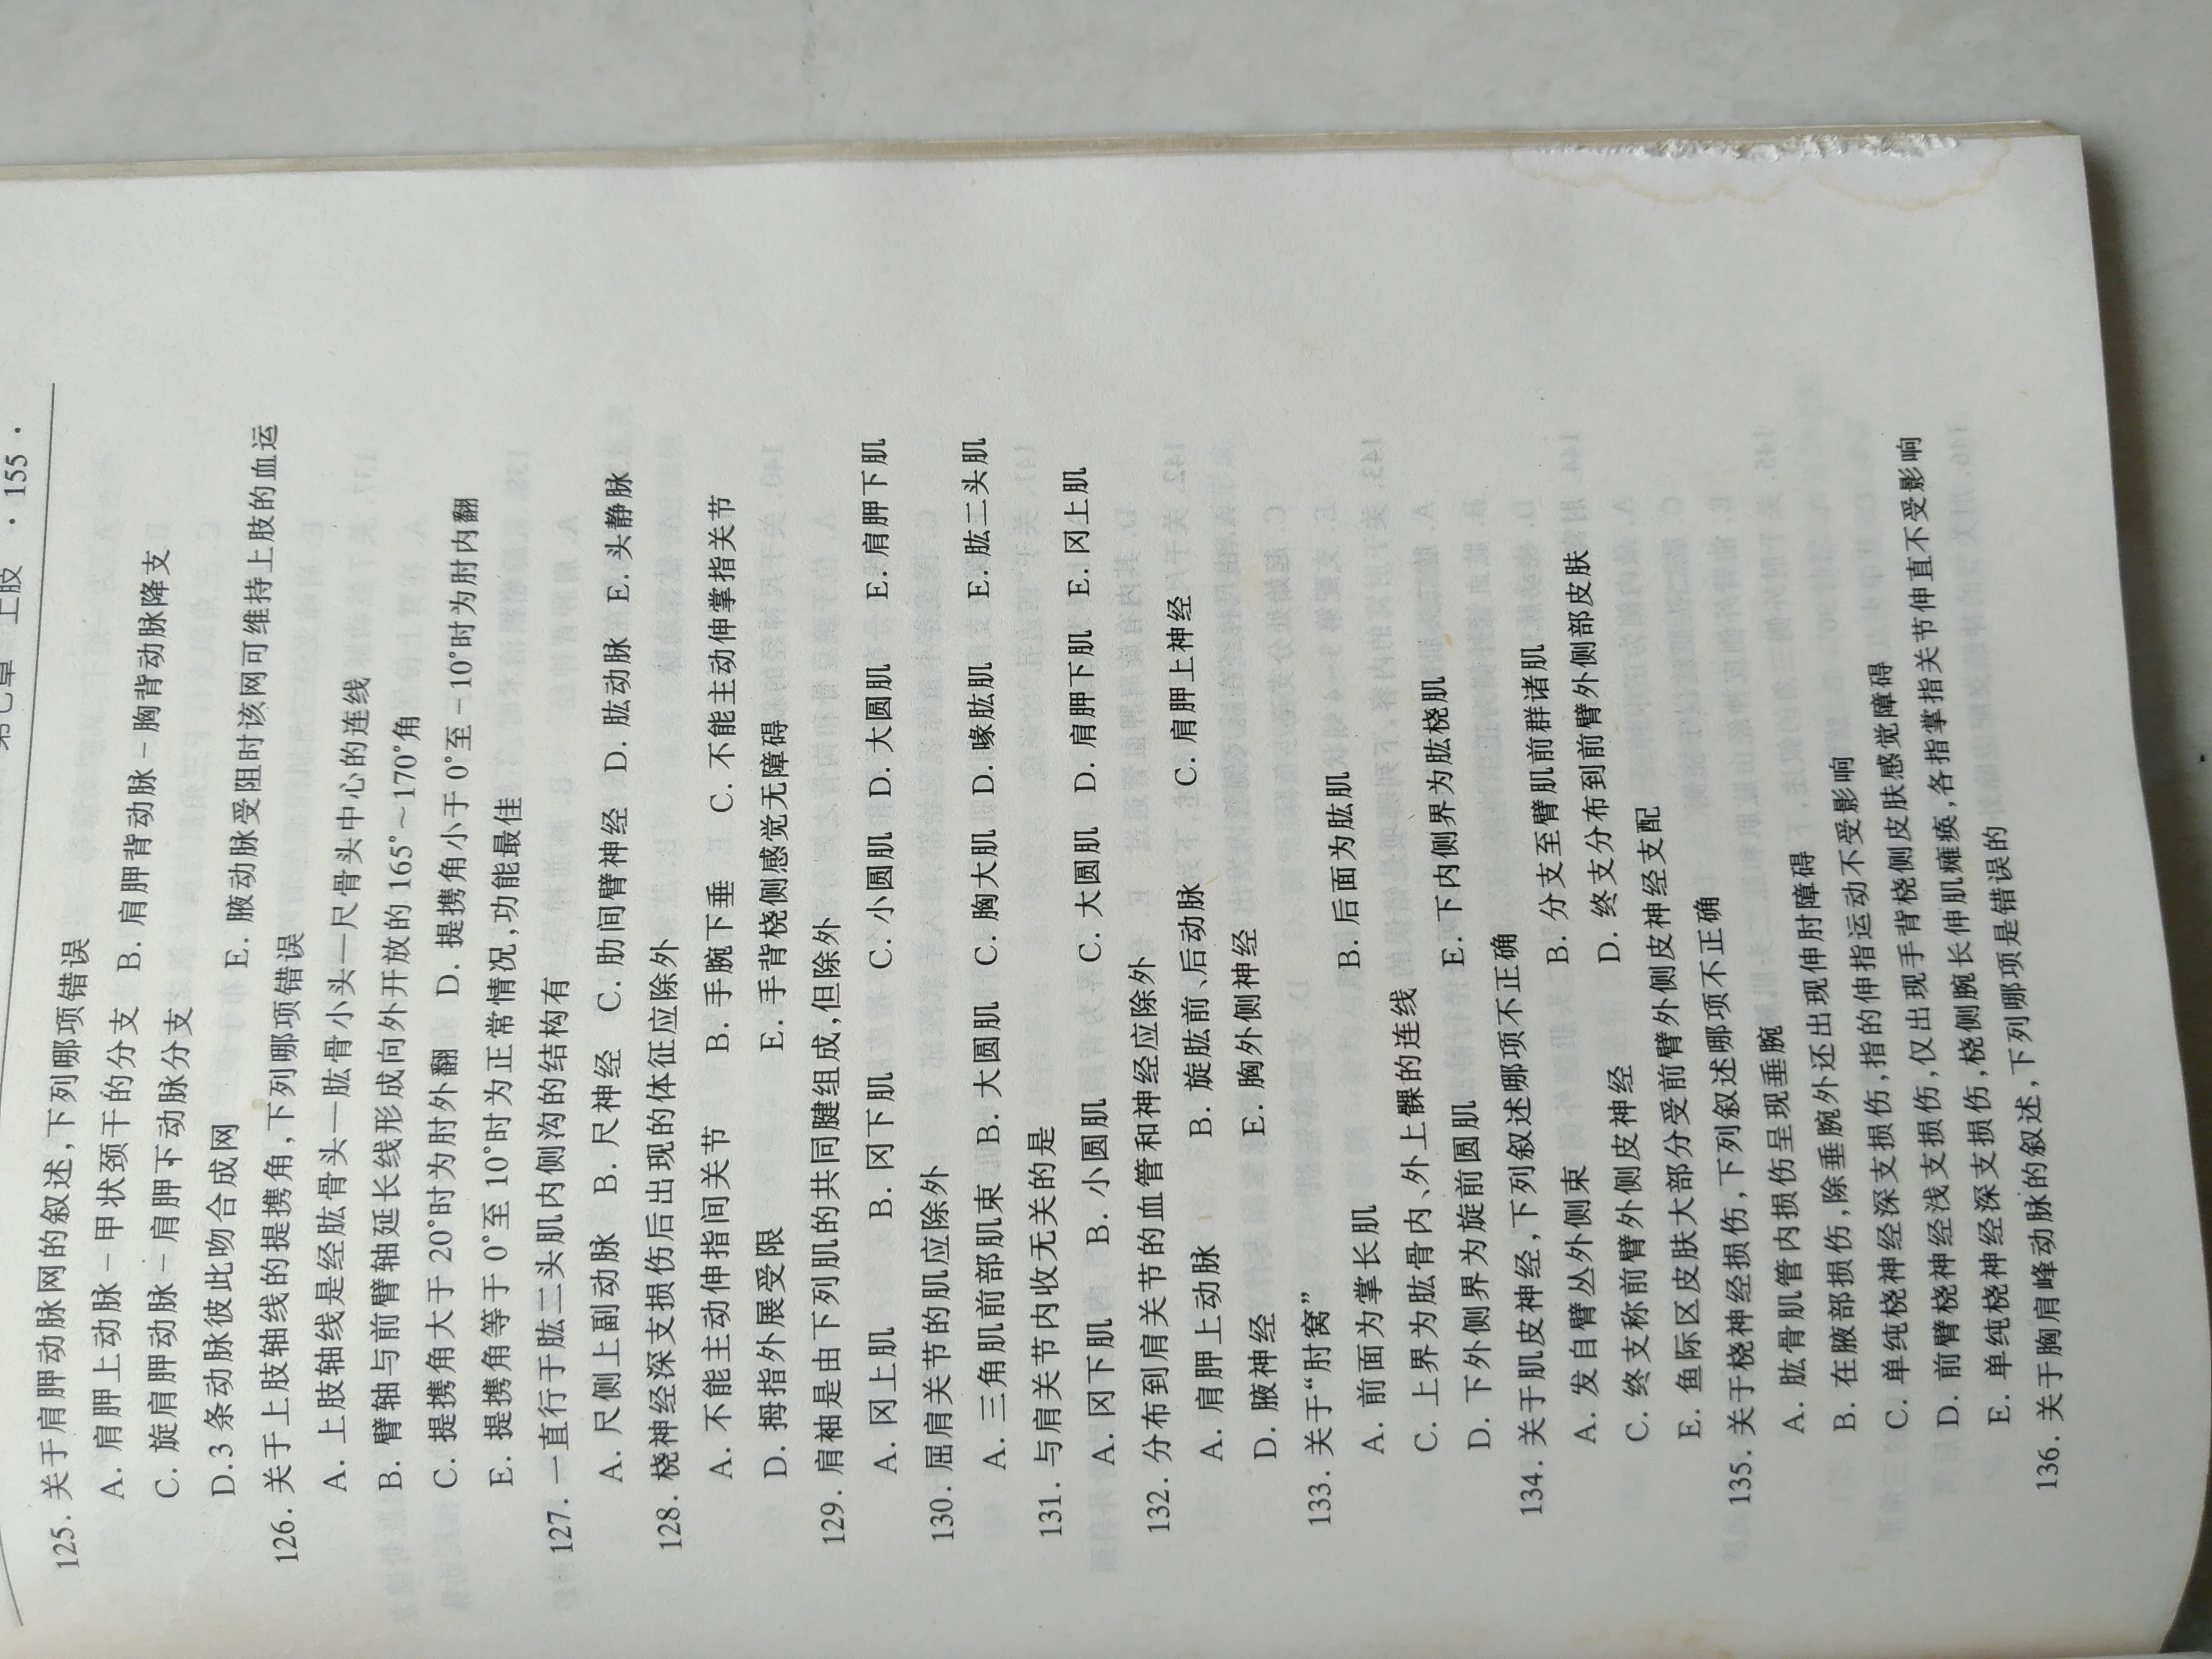 第七章 上肢 · 155 ·
125. 关于肩胛动脉网的叙述,下列哪项错误
A. 肩胛上动脉－甲状颈干的分支 B. 肩胛背动脉－胸背动脉降支
C. 旋肩胛动脉－肩胛下动脉分支
D.3 条动脉彼此吻合成网 E. 腋动脉受阻时该网可维持上肢的血运
126. 关于上肢轴线的提携角,下列哪项错误
A. 上肢轴线是经肱骨头—肱骨小头—尺骨头中心的连线
B. 臂轴与前臂轴延长线形成向外开放的 165°～170°角
C. 提携角大于 20°时为肘外翻 D. 提携角小于 0°至－10°时为肘内翻
E. 提携角等于 0°至 10°时为正常情况,功能最佳
127. 一直行于肱二头肌内侧沟的结构有
A. 尺侧上副动脉 B. 尺神经 C. 肋间臂神经 D. 肱动脉 E. 头静脉
128. 桡神经深支损伤后出现的体征应除外
A. 不能主动伸指间关节 B. 手腕下垂 C. 不能主动伸掌指关节
D. 拇指外展受限 E. 手背桡侧感觉无障碍
129. 肩袖是由下列肌的共同腱组成,但除外
A. 冈上肌 B. 冈下肌 C. 小圆肌 D. 大圆肌 E. 肩胛下肌
130. 屈肩关节的肌应除外
A. 三角肌前部肌束 B. 大圆肌 C. 胸大肌 D. 喙肱肌 E. 肱二头肌
131. 与肩关节内收无关的是
A. 冈下肌 B. 小圆肌 C. 大圆肌 D. 肩胛下肌 E. 冈上肌
132. 分布到肩关节的血管和神经应除外
A. 肩胛上动脉 B. 旋肱前、后动脉 C. 肩胛上神经
D. 腋神经 E. 胸外侧神经
133. 关于“肘窝”
A. 前面为掌长肌 B. 后面为肱肌
C. 上界为肱骨内、外上髁的连线
D. 下外侧界为旋前圆肌 E. 下内侧界为肱桡肌
134. 关于肌皮神经,下列叙述哪项不正确
A. 发自臂丛外侧束 B. 分支至臂肌前群诸肌
C. 终支称前臂外侧皮神经 D. 终支分布到前臂外侧部皮肤
E. 鱼际区皮肤大部分受前臂外侧皮神经支配
135. 关于桡神经损伤,下列叙述哪项不正确
A. 肱骨肌管内损伤呈现垂腕
B. 在腋部损伤,除垂腕外还出现伸肘障碍
C. 单纯桡神经深支损伤,指的伸指运动不受影响
D. 前臂桡神经浅支损伤,仅出现手背桡侧皮肤感觉障碍
E. 单纯桡神经深支损伤,桡侧腕长伸肌瘫痪,各指掌指关节伸直不受影响
136. 关于胸肩峰动脉的叙述,下列哪项是错误的